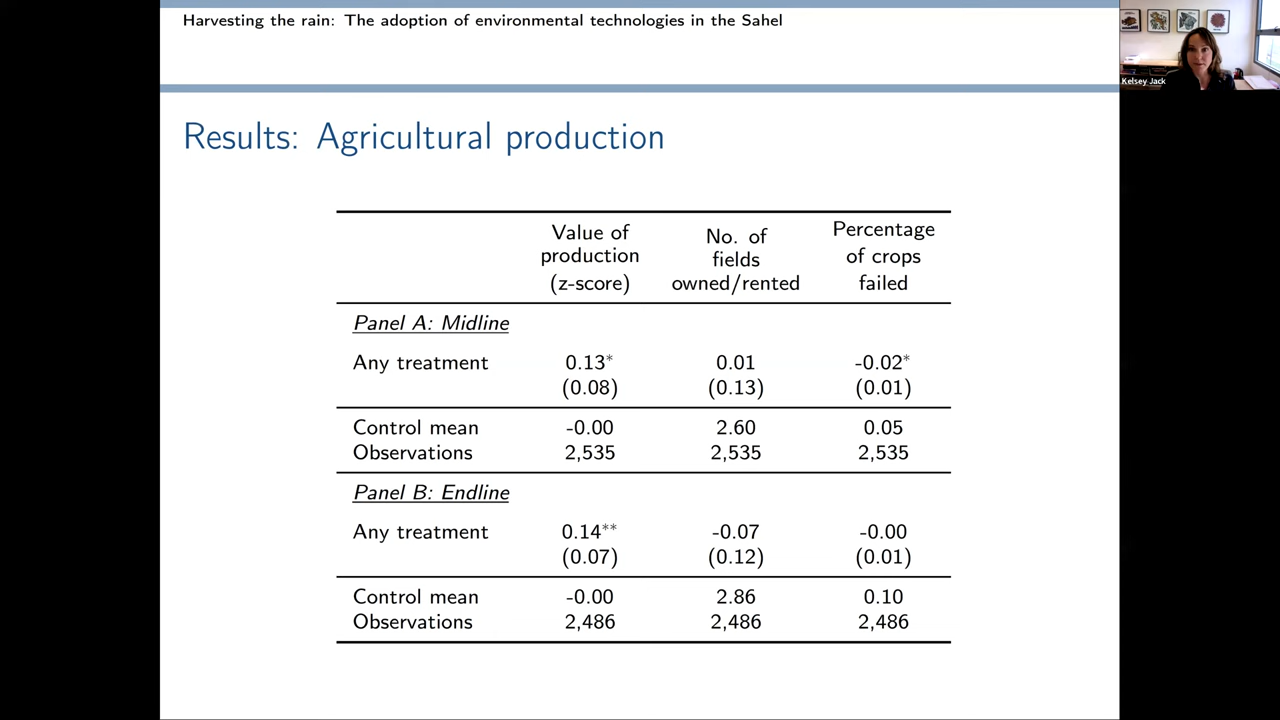 Harvesting the rain: The adoption of environmental technologies in the Sahel
Kelsey Jack
Results: Agricultural production
Value of production (z-score) No. of fields owned/rented Percentage of crops failed
Panel A: Midline
Any treatment 0.13* 0.01 -0.02*
(0.08) (0.13) (0.01)
Control mean -0.00 2.60 0.05
Observations 2,535 2,535 2,535
Panel B: Endline
Any treatment 0.14** -0.07 -0.00
(0.07) (0.12) (0.01)
Control mean -0.00 2.86 0.10
Observations 2,486 2,486 2,486